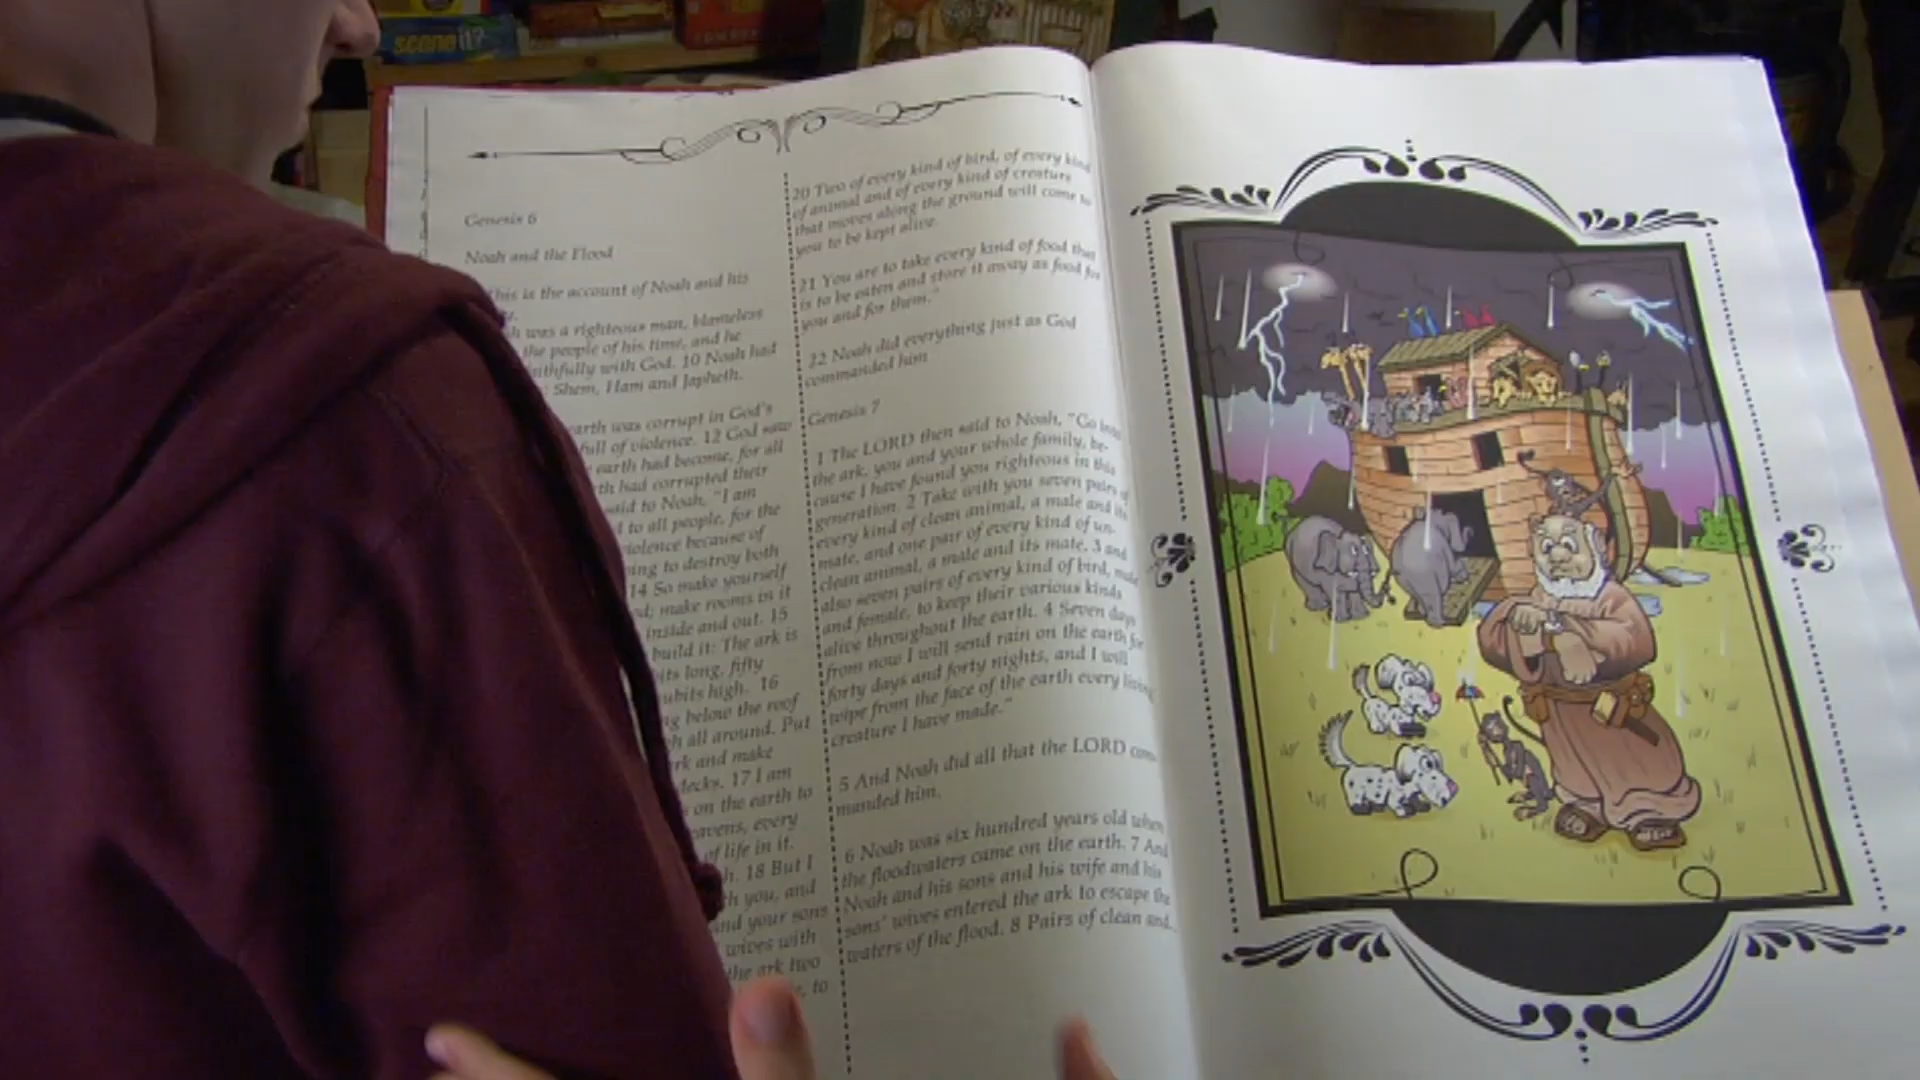 scene it?
Genesis 6
Noah and the Flood
This is the account of Noah and his
was a righteous man, blameless
the people of his time, and he
faithfully with God. 10 Noah had
: Shem, Ham and Japheth.
earth was corrupt in God's
full of violence. 12 God saw
earth had become, for all
had corrupted their
said to Noah, "I am
to all people, for the
violence because of
to destroy both
14 So make yourself
make rooms in it
inside and out. 15
build it: The ark is
long, fifty
high. 16
below the roof
all around. Put
and make
decks. 17 I am
on the earth to
every
of life in it.
18 But I
you, and
and your sons
wives with
the ark two
to
20 Two of every kind of bird, of every kind
of animal and of every kind of creature
that moves along the ground will come to
you to be kept alive.
21 You are to take every kind of food that
is to be eaten and store it away as food for
you and for them."
22 Noah did everything just as God
commanded him
Genesis 7
1 The LORD then said to Noah, "Go into
the ark, you and your whole family, be-
cause I have found you righteous in this
generation. 2 Take with you seven pairs of
every kind of clean animal, a male and its
mate, and one pair of every kind of un-
clean animal, a male and its mate, 3 and
also seven pairs of every kind of bird, male
and female, to keep their various kinds
alive throughout the earth. 4 Seven days
from now I will send rain on the earth for
forty days and forty nights, and I will
wipe from the face of the earth every living
creature I have made."
5 And Noah did all that the LORD com-
manded him.
6 Noah was six hundred years old when
the floodwaters came on the earth. 7 And
Noah and his sons and his wife and his
sons' wives entered the ark to escape the
waters of the flood. 8 Pairs of clean and